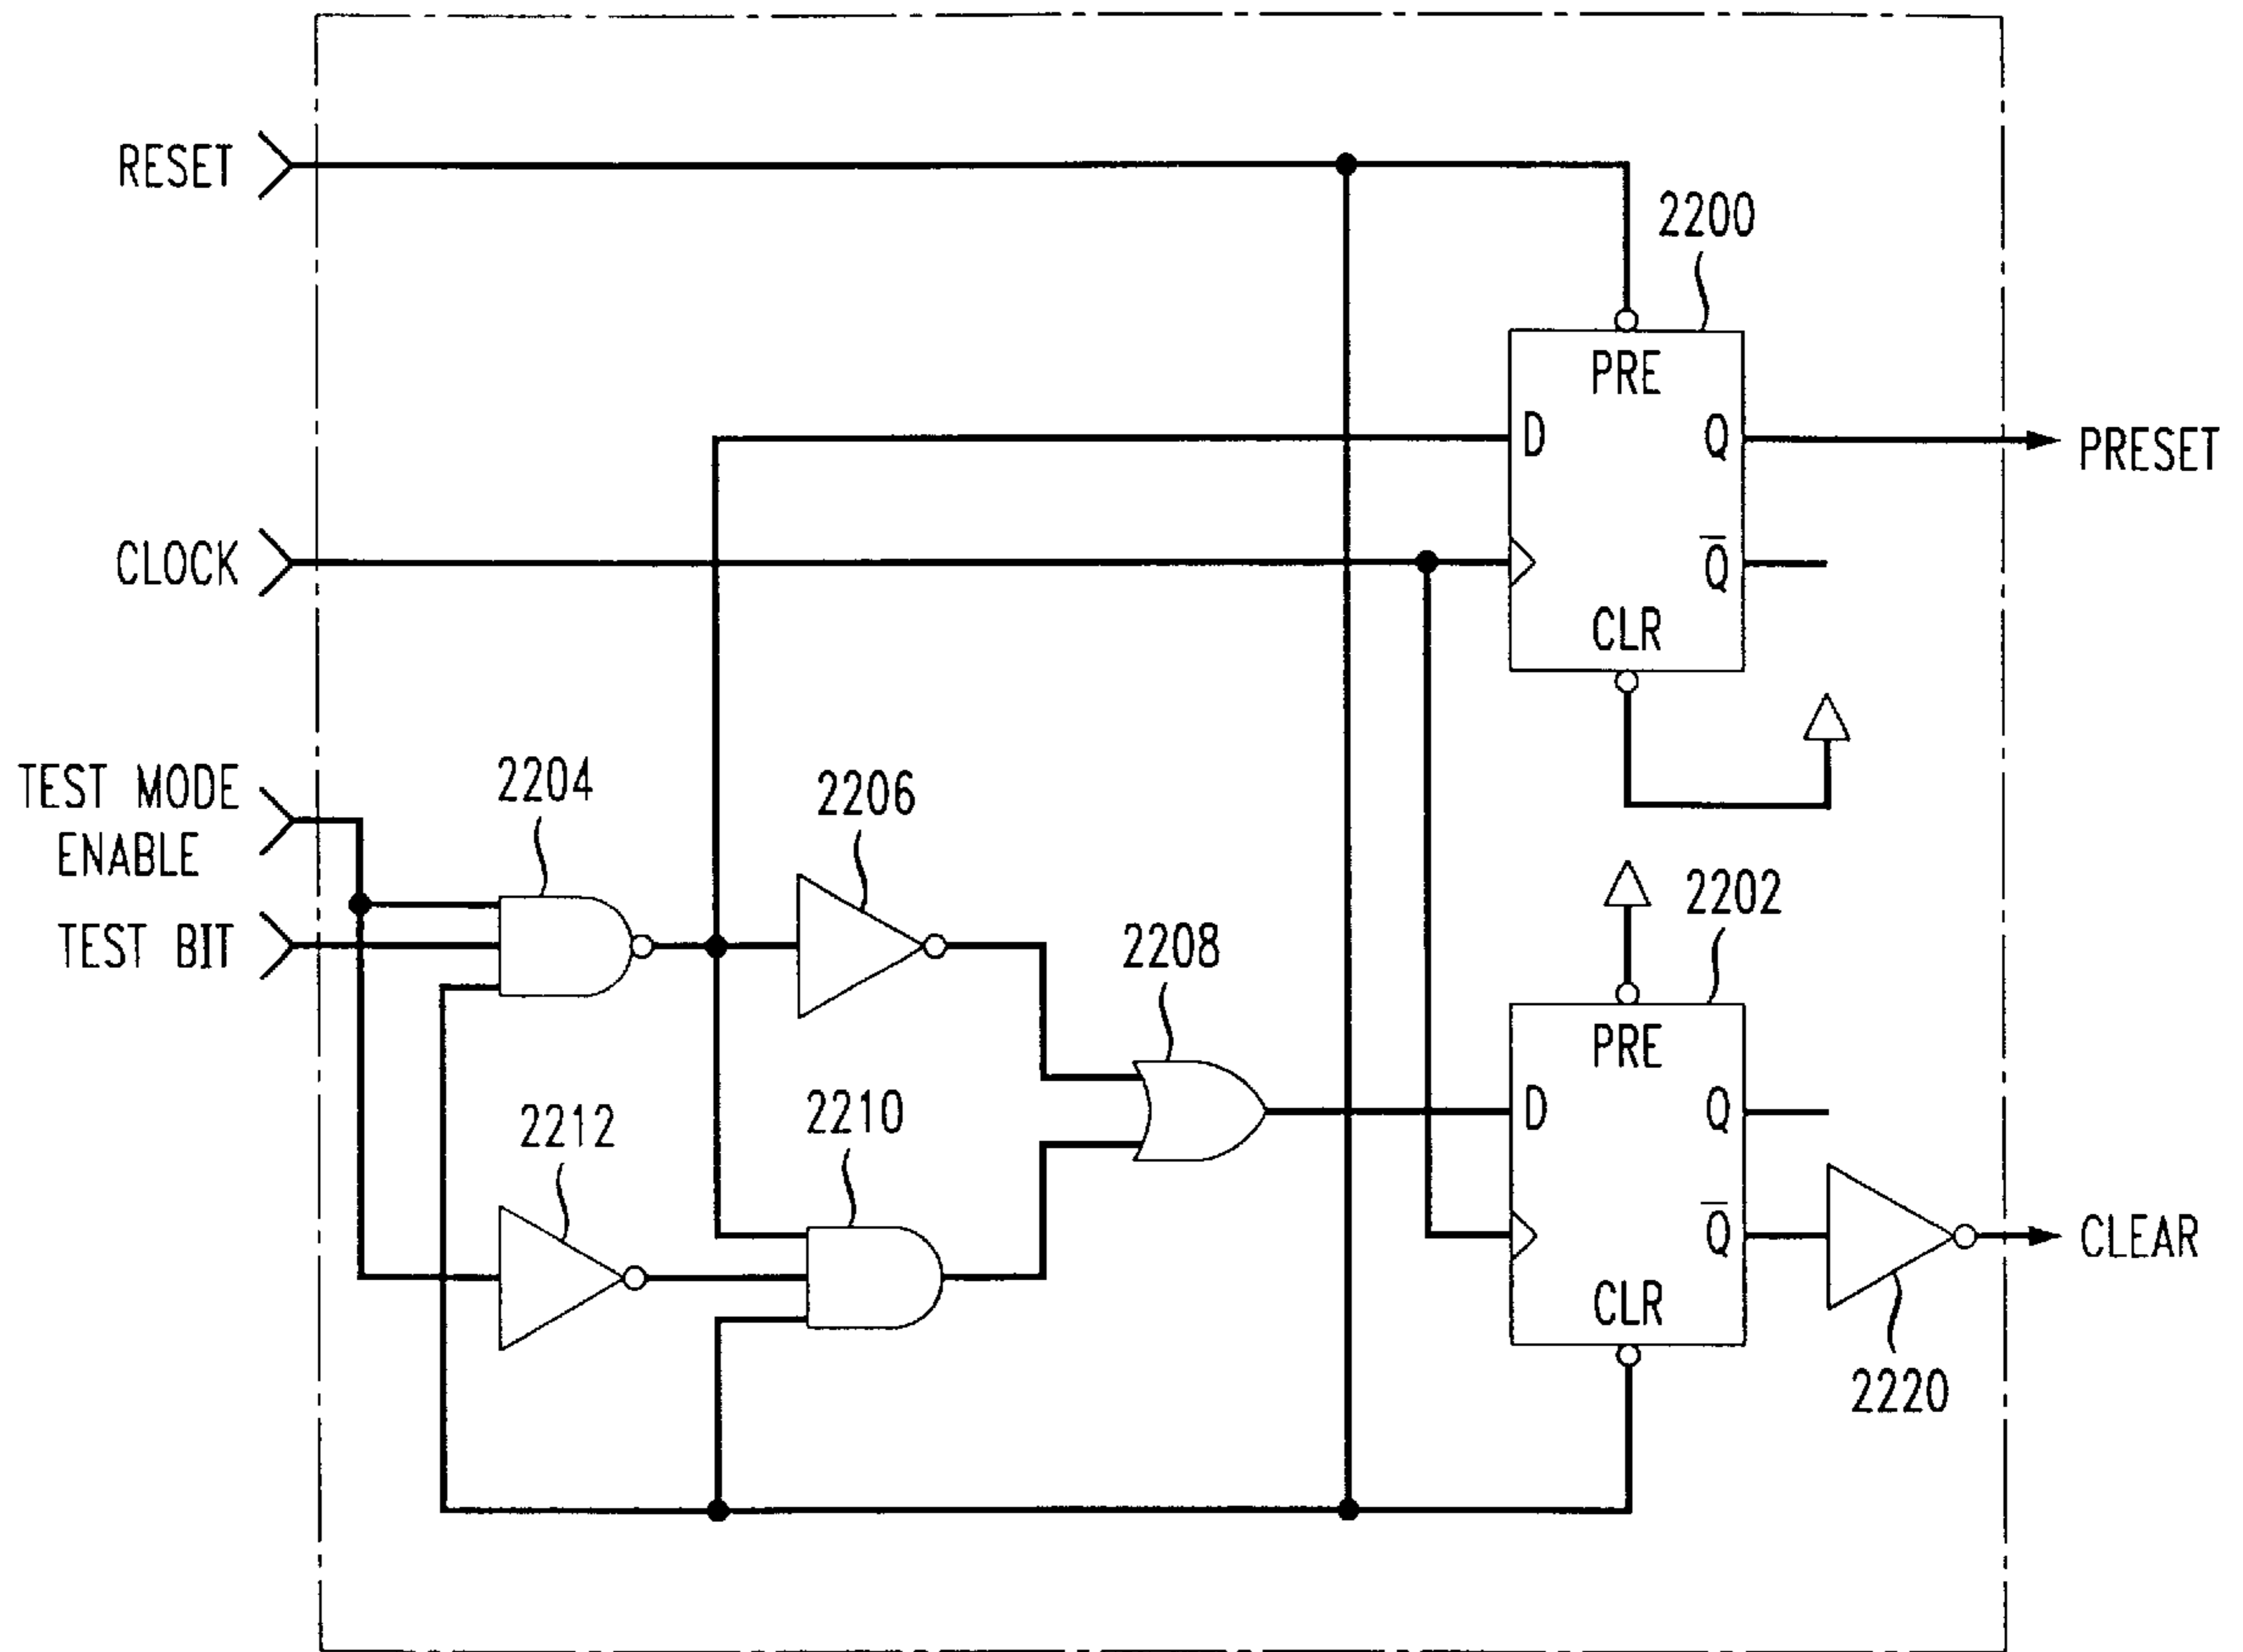 RESET
2200
PRE
D
Q
PRESET
CLOCK
Q̅
CLR
TEST MODE
ENABLE
2204
2206
TEST BIT
2208
2202
PRE
2212
2210
D
Q
Q̅
CLEAR
CLR
2220